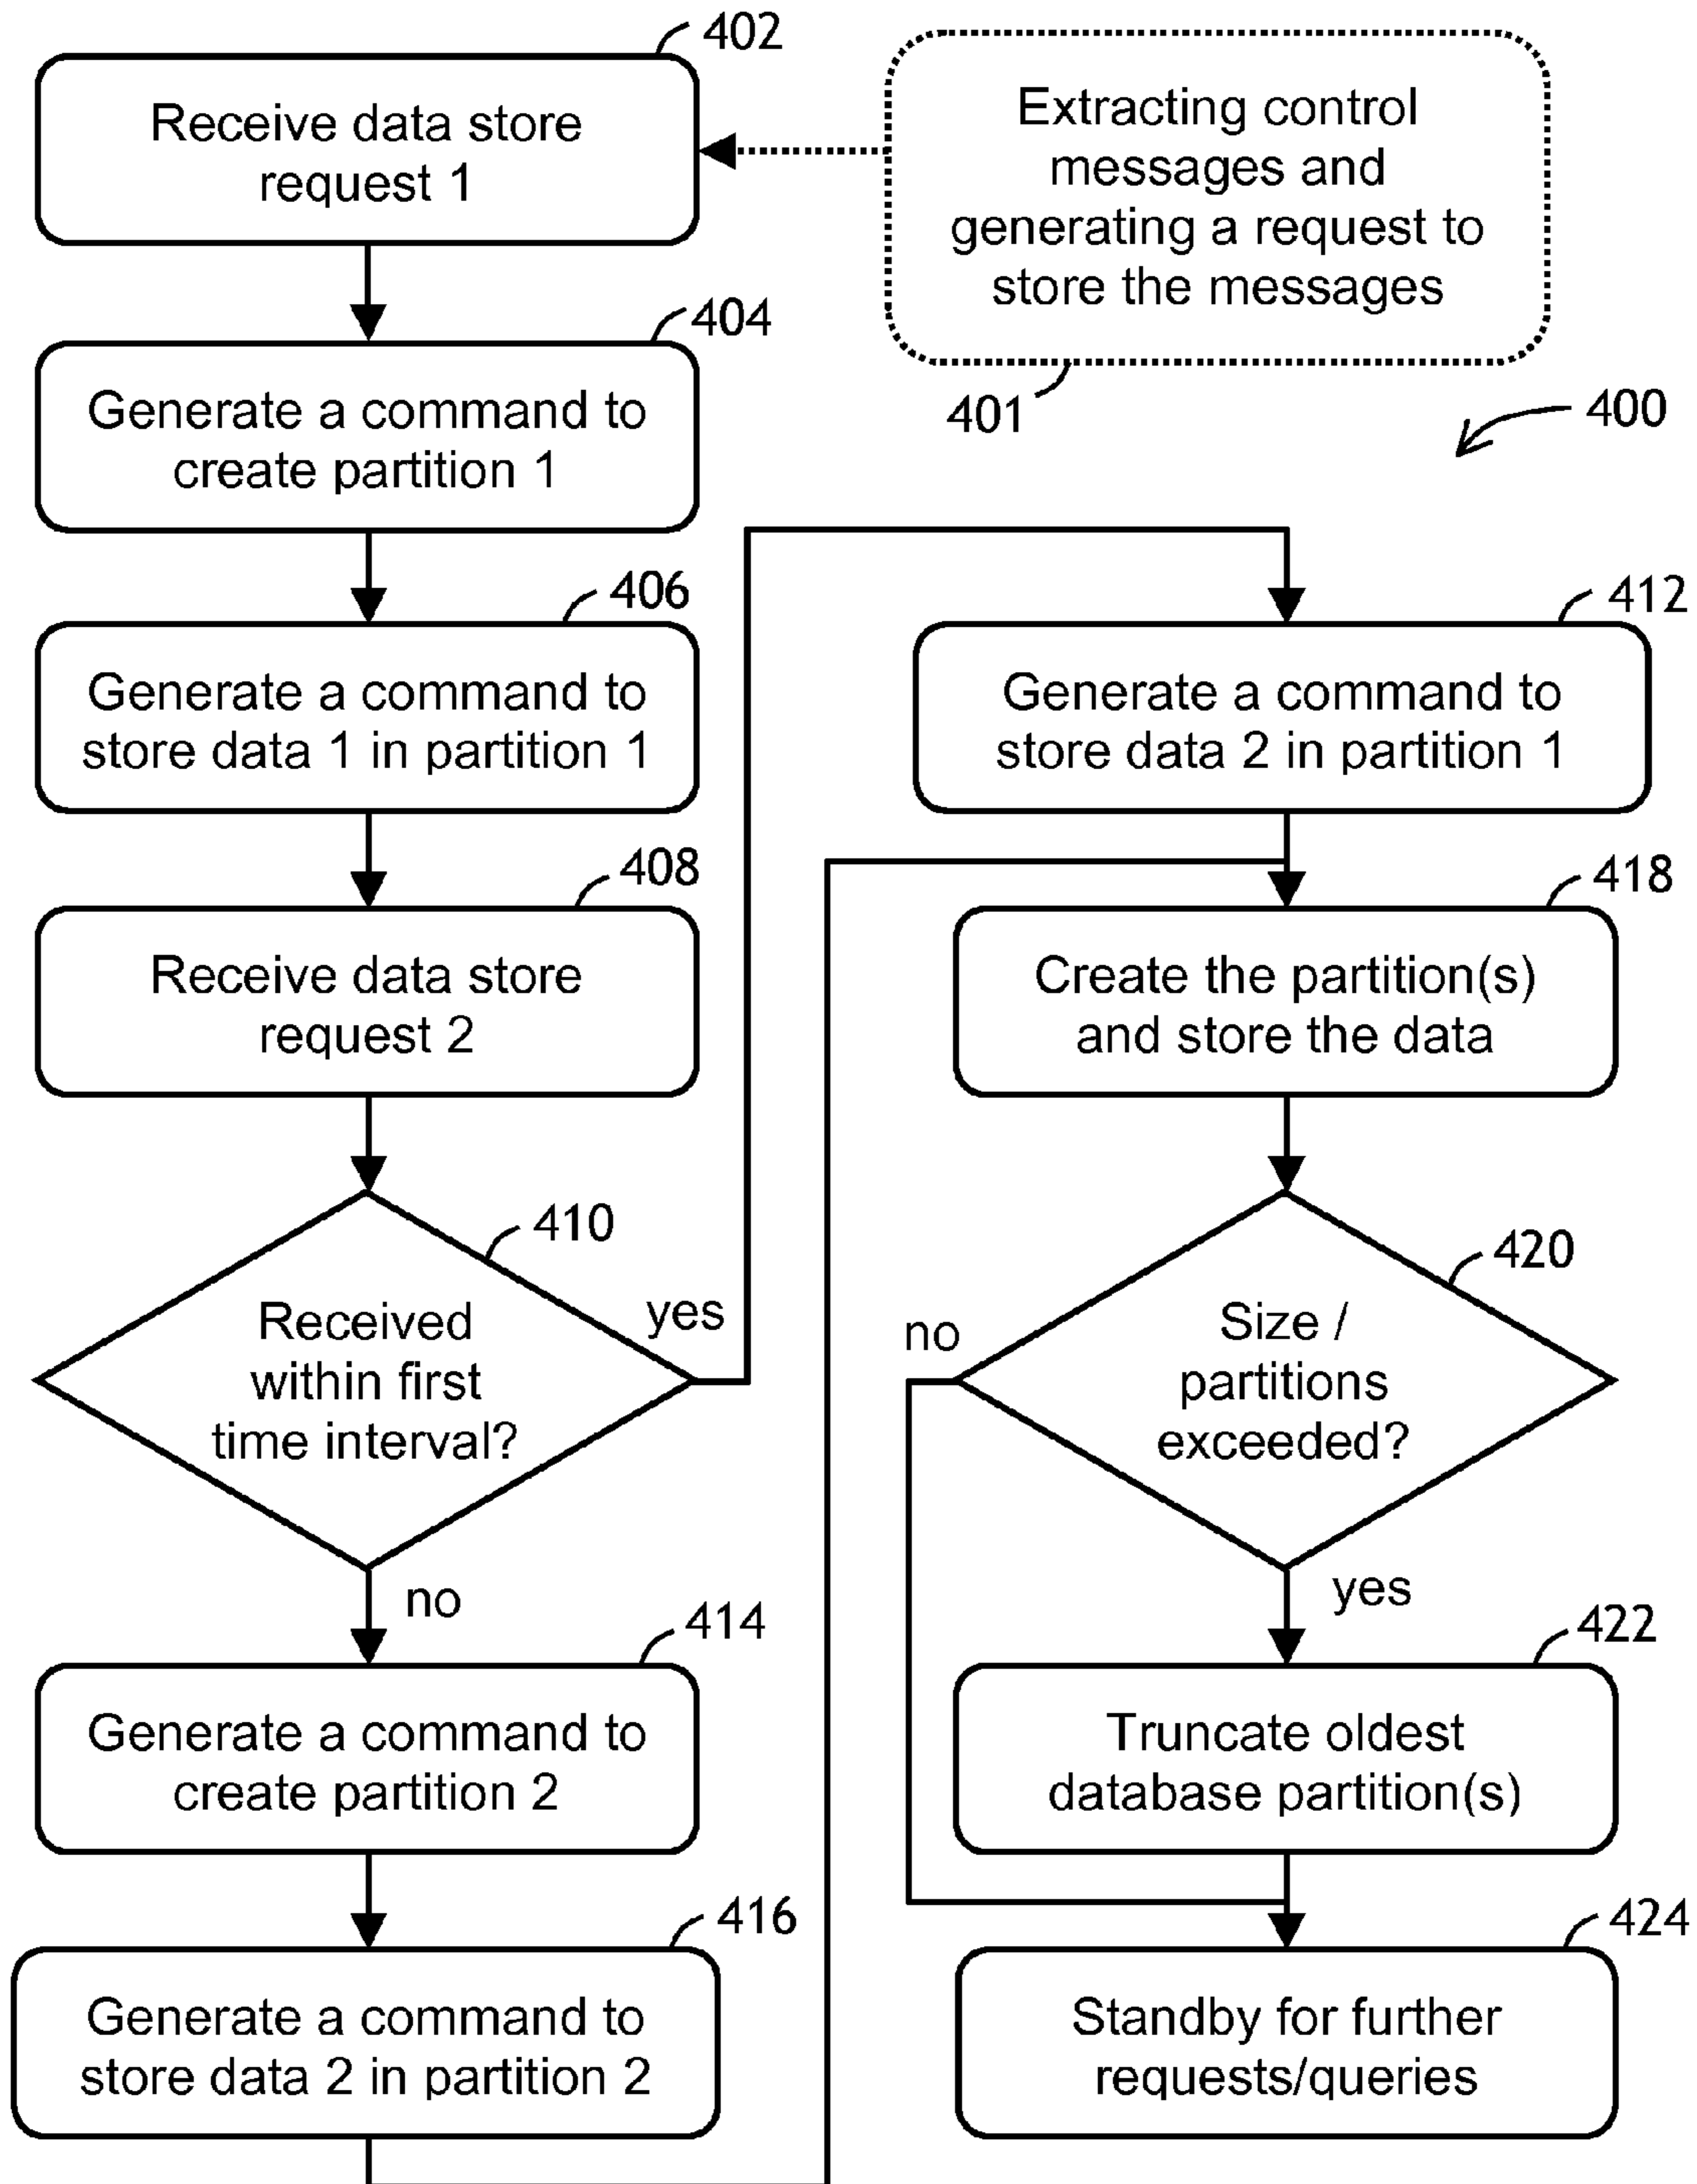 402
Receive data store
request 1
Extracting control
messages and
generating a request to
store the messages
401
400
404
Generate a command to
create partition 1
406
Generate a command to
store data 1 in partition 1
408
Receive data store
request 2
410
Received
within first
time interval?
yes
no
412
Generate a command to
store data 2 in partition 1
414
Generate a command to
create partition 2
416
Generate a command to
store data 2 in partition 2
418
Create the partition(s)
and store the data
420
Size /
partitions
exceeded?
no
yes
422
Truncate oldest
database partition(s)
424
Standby for further
requests/queries